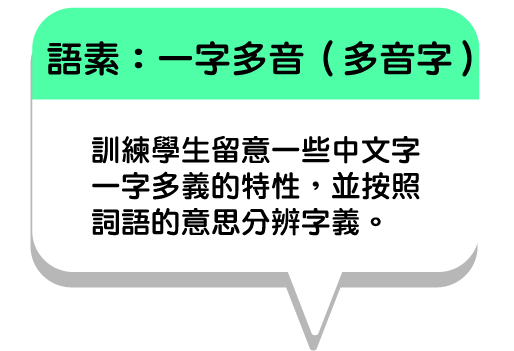 語素：一字多音（多音字）
訓練學生留意一些中文字
一字多義的特性，並按照
詞語的意思分辨字義。